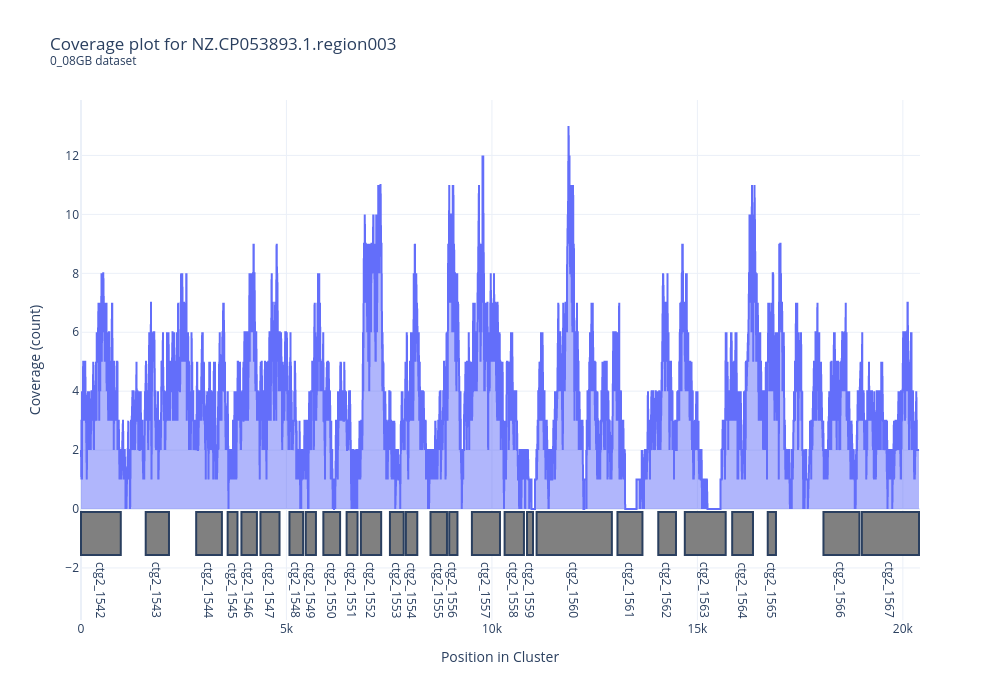 Coverage plot for NZ.CP053893.1.region003
0_08GB dataset
Coverage (count)
12
10
8
6
4
2
0
−2
ctg2_1542
ctg2_1543
ctg2_1544
ctg2_1545
ctg2_1546
ctg2_1547
ctg2_1548
ctg2_1549
ctg2_1550
ctg2_1551
ctg2_1552
ctg2_1553
ctg2_1554
ctg2_1555
ctg2_1556
ctg2_1557
ctg2_1558
ctg2_1559
ctg2_1560
ctg2_1561
ctg2_1562
ctg2_1563
ctg2_1564
ctg2_1565
ctg2_1566
ctg2_1567
0 5k 10k 15k 20k
Position in Cluster